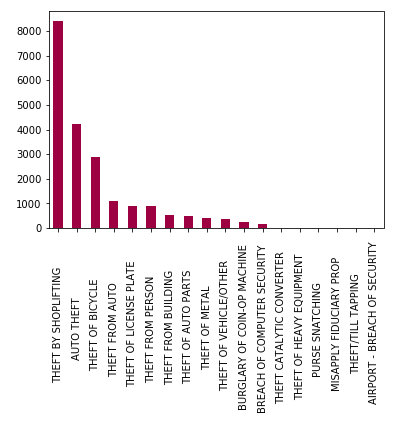 8000
7000
6000
5000
4000
3000
2000
1000
0
THEFT BY SHOPLIFTING
AUTO THEFT
THEFT OF BICYCLE
THEFT FROM AUTO
THEFT OF LICENSE PLATE
THEFT FROM PERSON
THEFT FROM BUILDING
THEFT OF AUTO PARTS
THEFT OF METAL
THEFT OF VEHICLE/OTHER
BURGLARY OF COIN-OP MACHINE
BREACH OF COMPUTER SECURITY
THEFT CATALYTIC CONVERTER
THEFT OF HEAVY EQUIPMENT
PURSE SNATCHING
MISAPPLY FIDUCIARY PROP
THEFT/TILL TAPPING
AIRPORT - BREACH OF SECURITY